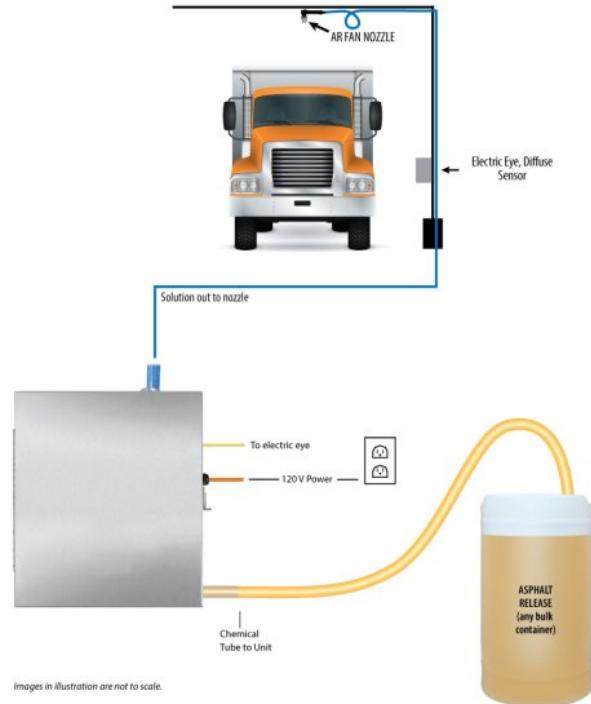 AR FAN NOZZLE
Electric Eye, Diffuse
Sensor
Solution out to nozzle
To electric eye
120 V Power
ASPHALT
RELEASE
(any bulk
container)
Chemical
Tube to Unit
Images in illustration are not to scale.